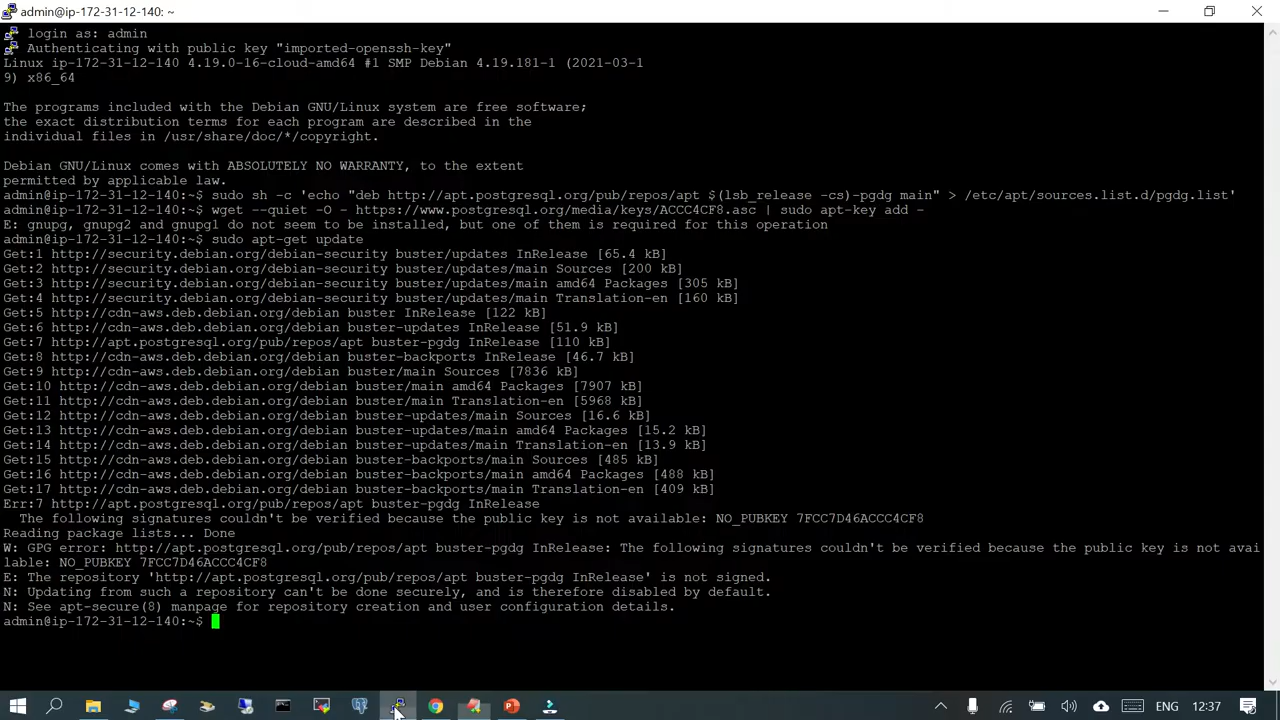 admin@ip-172-31-12-140: ~
login as: admin
Authenticating with public key "imported-openssh-key"
Linux ip-172-31-12-140 4.19.0-16-cloud-amd64 #1 SMP Debian 4.19.181-1 (2021-03-1
9) x86_64
The programs included with the Debian GNU/Linux system are free software;
the exact distribution terms for each program are described in the
individual files in /usr/share/doc/*/copyright.
Debian GNU/Linux comes with ABSOLUTELY NO WARRANTY, to the extent
permitted by applicable law.
admin@ip-172-31-12-140:~$ sudo sh -c 'echo "deb http://apt.postgresql.org/pub/repos/apt $(lsb_release -cs)-pgdg main" > /etc/apt/sources.list.d/pgdg.list'
admin@ip-172-31-12-140:~$ wget --quiet -O - https://www.postgresql.org/media/keys/ACCC4CF8.asc | sudo apt-key add -
E: gnupg, gnupg2 and gnupg1 do not seem to be installed, but one of them is required for this operation
admin@ip-172-31-12-140:~$ sudo apt-get update
Get:1 http://security.debian.org/debian-security buster/updates InRelease [65.4 kB]
Get:2 http://security.debian.org/debian-security buster/updates/main Sources [200 kB]
Get:3 http://security.debian.org/debian-security buster/updates/main amd64 Packages [305 kB]
Get:4 http://security.debian.org/debian-security buster/updates/main Translation-en [160 kB]
Get:5 http://cdn-aws.deb.debian.org/debian buster InRelease [122 kB]
Get:6 http://cdn-aws.deb.debian.org/debian buster-updates InRelease [51.9 kB]
Get:7 http://apt.postgresql.org/pub/repos/apt buster-pgdg InRelease [110 kB]
Get:8 http://cdn-aws.deb.debian.org/debian buster-backports InRelease [46.7 kB]
Get:9 http://cdn-aws.deb.debian.org/debian buster/main Sources [7836 kB]
Get:10 http://cdn-aws.deb.debian.org/debian buster/main amd64 Packages [7907 kB]
Get:11 http://cdn-aws.deb.debian.org/debian buster/main Translation-en [5968 kB]
Get:12 http://cdn-aws.deb.debian.org/debian buster-updates/main Sources [16.6 kB]
Get:13 http://cdn-aws.deb.debian.org/debian buster-updates/main amd64 Packages [15.2 kB]
Get:14 http://cdn-aws.deb.debian.org/debian buster-updates/main Translation-en [13.9 kB]
Get:15 http://cdn-aws.deb.debian.org/debian buster-backports/main Sources [485 kB]
Get:16 http://cdn-aws.deb.debian.org/debian buster-backports/main amd64 Packages [488 kB]
Get:17 http://cdn-aws.deb.debian.org/debian buster-backports/main Translation-en [409 kB]
Err:7 http://apt.postgresql.org/pub/repos/apt buster-pgdg InRelease
The following signatures couldn't be verified because the public key is not available: NO_PUBKEY 7FCC7D46ACCC4CF8
Reading package lists... Done
W: GPG error: http://apt.postgresql.org/pub/repos/apt buster-pgdg InRelease: The following signatures couldn't be verified because the public key is not avai
lable: NO_PUBKEY 7FCC7D46ACCC4CF8
E: The repository 'http://apt.postgresql.org/pub/repos/apt buster-pgdg InRelease' is not signed.
N: Updating from such a repository can't be done securely, and is therefore disabled by default.
N: See apt-secure(8) manpage for repository creation and user configuration details.
admin@ip-172-31-12-140:~$
ENG 12:37